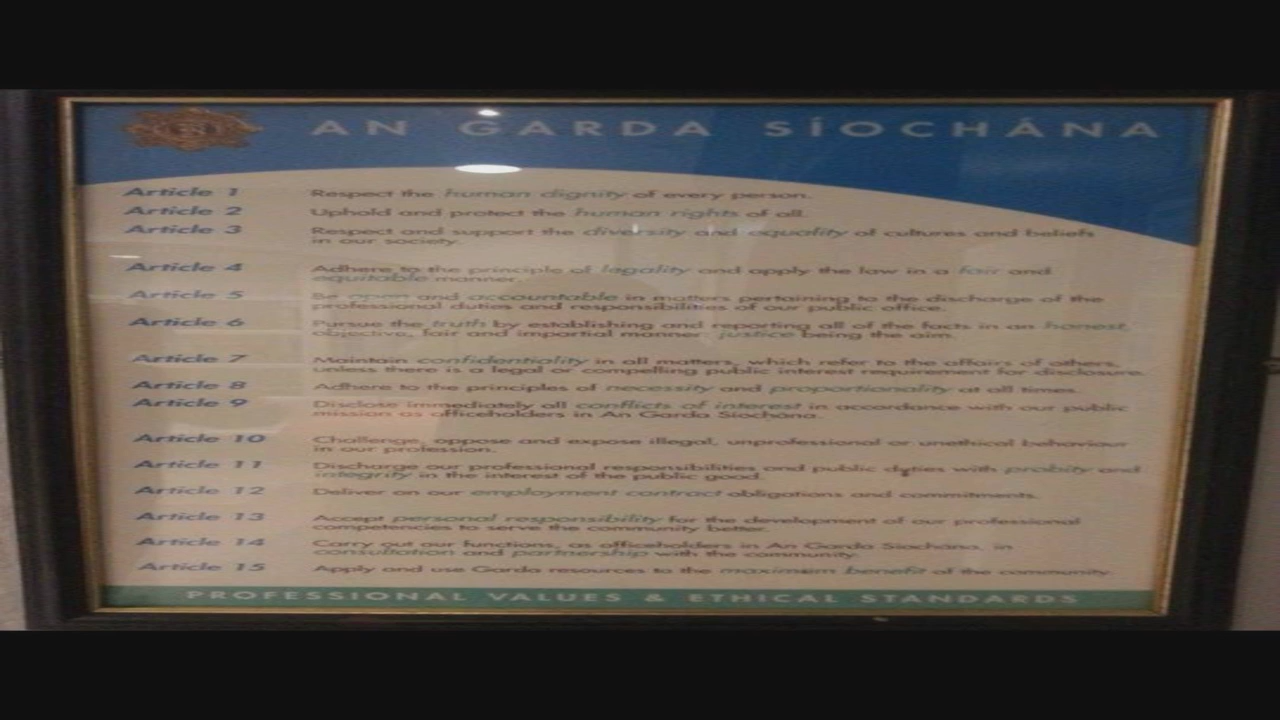 AN GARDA SÍOCHÁNA
Article 1 Respect the human dignity of every person.
Article 2 Uphold and protect the human rights of all.
Article 3 Respect and support the diversity and equality of cultures and beliefs
in our society.
Article 4 Adhere to the principle of legality and apply the law in a fair and
equitable manner.
Article 5 Be open and accountable in matters pertaining to the discharge of the
professional duties and responsibilities of our public office.
Article 6 Pursue the truth by establishing and reporting all of the facts in an honest,
objective, fair and impartial manner justice being the aim.
Article 7 Maintain confidentiality in all matters, which refer to the affairs of others,
unless there is a legal or compelling public interest requirement for disclosure.
Article 8 Adhere to the principles of necessity and proportionality at all times.
Article 9 Disclose immediately all conflicts of interest in accordance with our public
mission as officeholders in An Garda Síochána.
Article 10 Challenge, oppose and expose illegal, unprofessional or unethical behaviour
in our profession.
Article 11 Discharge our professional responsibilities and public duties with probity and
integrity in the interest of the public good.
Article 12 Deliver on our employment contract obligations and commitments.
Article 13 Accept personal responsibility for the development of our professional
competencies to serve the community better.
Article 14 Carry out our functions, as officeholders in An Garda Síochána, in
consultation and partnership with the community.
Article 15 Apply and use Garda resources to the maximum benefit of the community.
PROFESSIONAL VALUES & ETHICAL STANDARDS